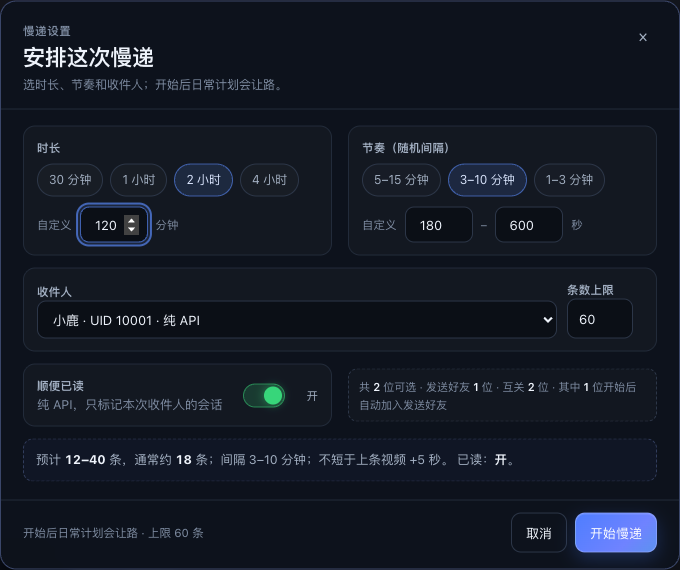 慢递设置
安排这次慢递
×
选时长、节奏和收件人；开始后日常计划会让路。
时长
30 分钟 1 小时 2 小时 4 小时
自定义 120 分钟
节奏（随机间隔）
5–15 分钟 3–10 分钟 1–3 分钟
自定义 180 – 600 秒
收件人
小鹿 · UID 10001 · 纯 API
条数上限
60
顺便已读
纯 API，只标记本次收件人的会话
开
共 2 位可选 · 发送好友 1 位 · 互关 2 位 · 其中 1 位开始后
自动加入发送好友
预计 12–40 条，通常约 18 条；间隔 3–10 分钟；不短于上条视频 +5 秒。 已读：开。
开始后日常计划会让路 · 上限 60 条
取消
开始慢递